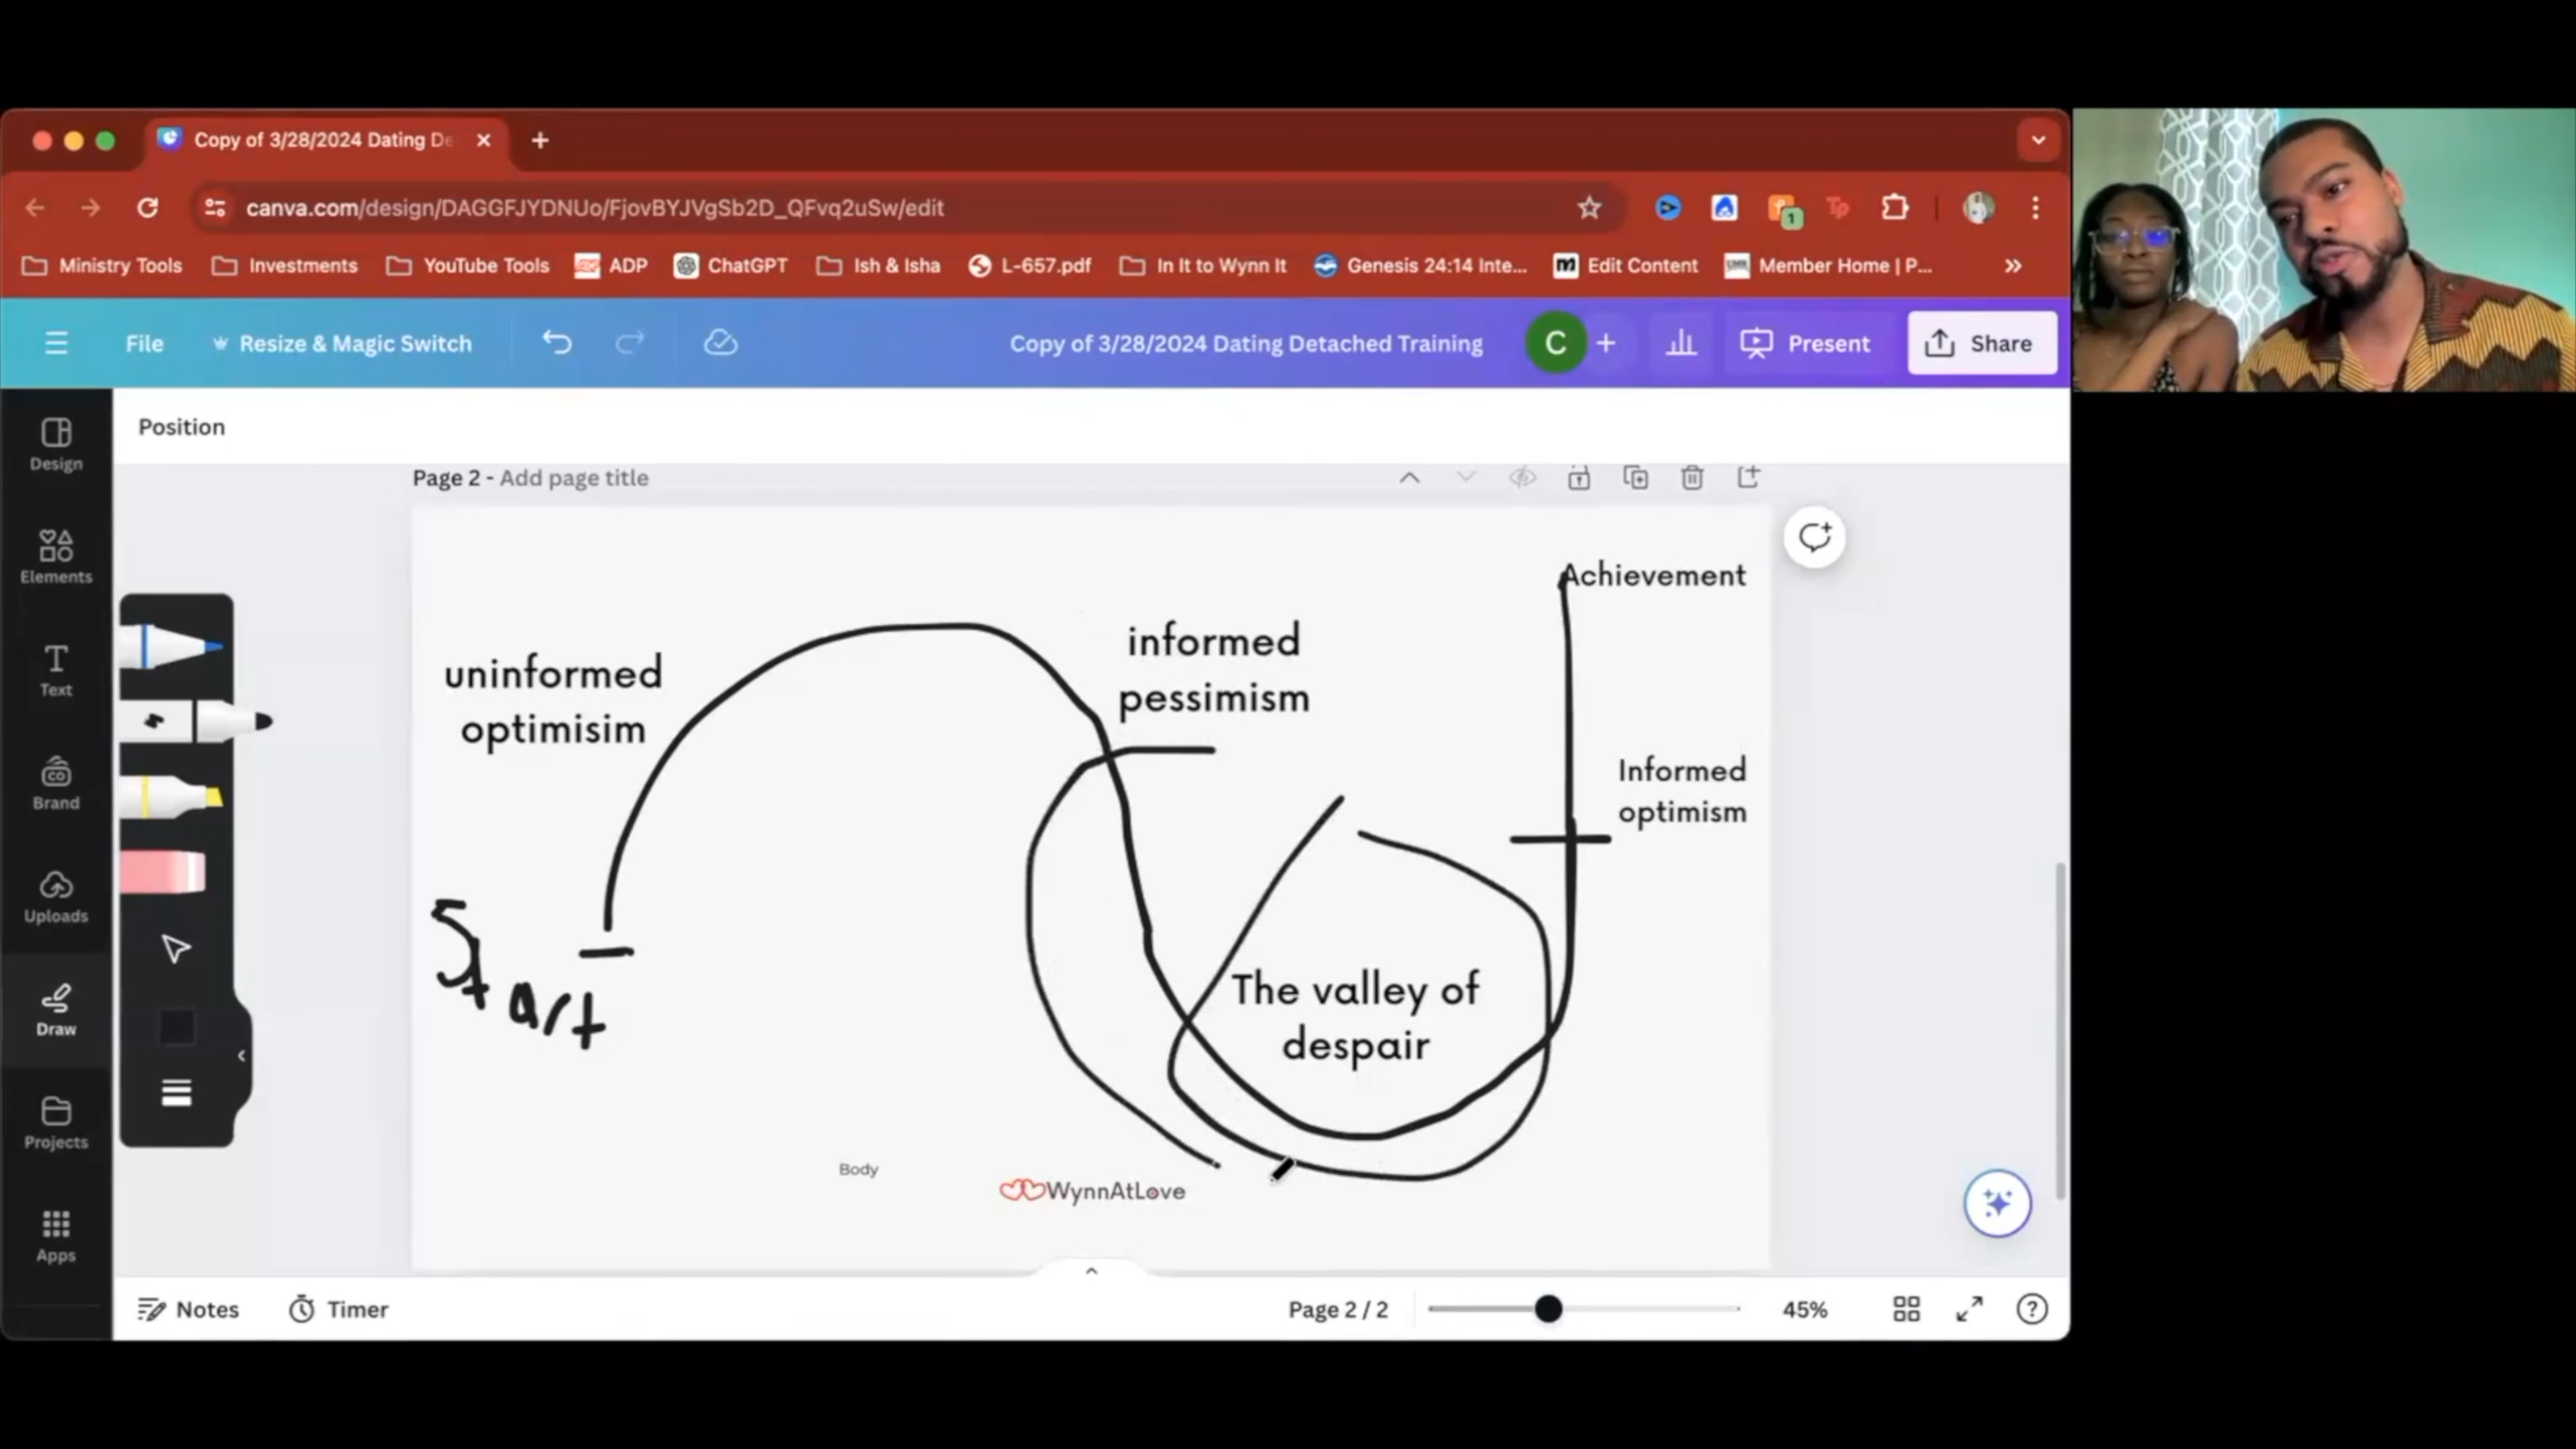 Copy of 3/28/2024 Dating De
canva.com/design/DAGGFJYDNUo/FjovBYJVgSb2D_QFvq2uSw/edit
1
Tp
Ministry Tools
Investments
YouTube Tools
ADP
ChatGPT
Ish & Isha
L-657.pdf
In It to Wynn It
Genesis 24:14 Inte...
Edit Content
Member Home | P...
File
Resize & Magic Switch
Copy of 3/28/2024 Dating Detached Training
C
Present
Share
Position
Design
Elements
Text
Brand
Uploads
Draw
Projects
Apps
Page 2 - Add page title
Achievement
uninformed
optimisim
informed
pessimism
Informed
optimism
Start
The valley of
despair
Body
WynnAtLove
Notes
Timer
Page 2 / 2
45%